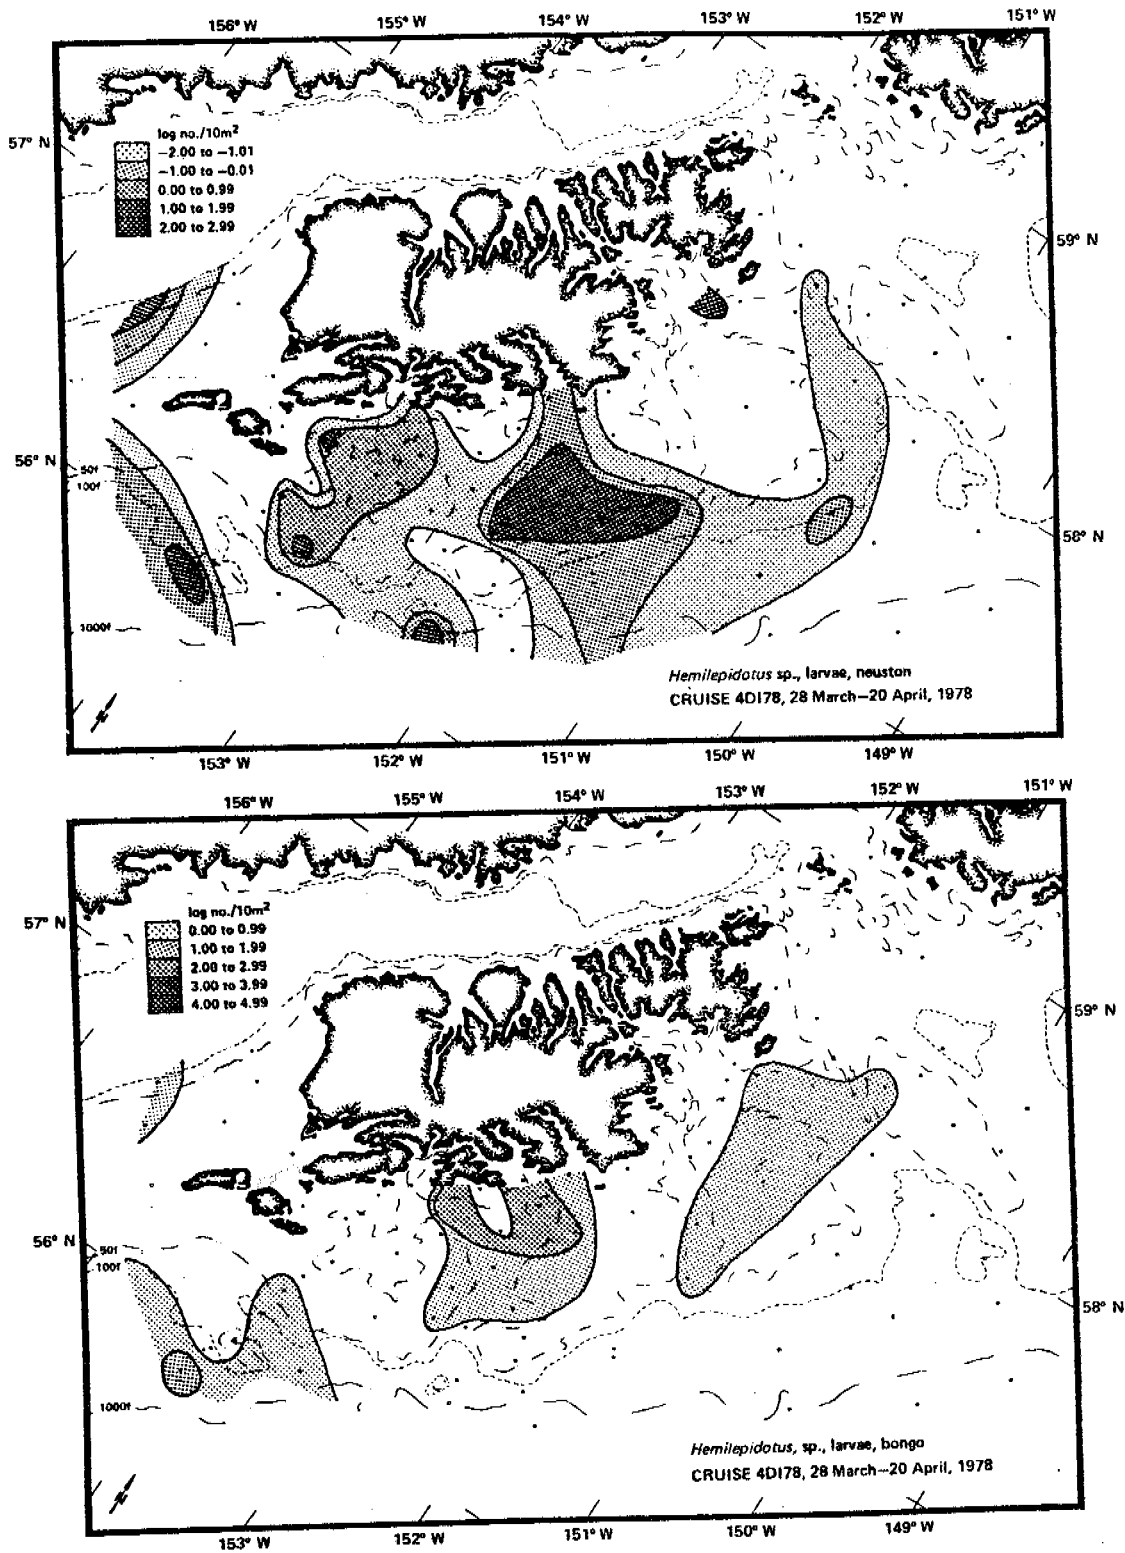 156° W 155° W 154° W 153° W 152° W 151° W
57° N
log no./10m²
−2.00 to −1.01
−1.00 to −0.01
0.00 to 0.99
1.00 to 1.99
2.00 to 2.99
59° N
56° N
50f
100f
58° N
1000f
Hemilepidotus sp., larvae, neuston
CRUISE 4DI78, 28 March—20 April, 1978
N
153° W 152° W 151° W 150° W 149° W
156° W 155° W 154° W 153° W 152° W 151° W
57° N
log no./10m²
0.00 to 0.99
1.00 to 1.99
2.00 to 2.99
3.00 to 3.99
4.00 to 4.99
59° N
56° N
50f
100f
58° N
1000f
Hemilepidotus, sp., larvae, bongo
CRUISE 4DI78, 28 March—20 April, 1978
N
153° W 152° W 151° W 150° W 149° W